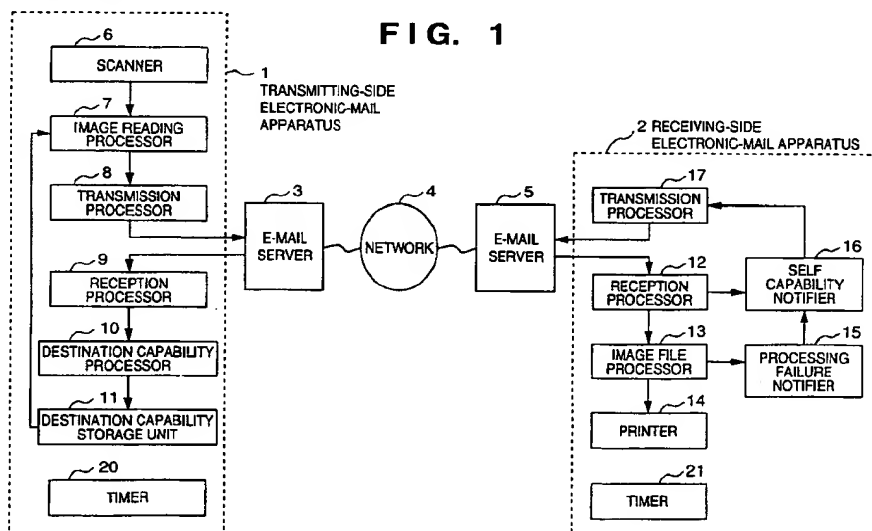 FIG. 1
6
SCANNER
1
TRANSMITTING-SIDE
ELECTRONIC-MAIL
APPARATUS
7
IMAGE READING
PROCESSOR
8
TRANSMISSION
PROCESSOR
9
RECEPTION
PROCESSOR
10
DESTINATION CAPABILITY
PROCESSOR
11
DESTINATION CAPABILITY
STORAGE UNIT
20
TIMER
3
E-MAIL
SERVER
4
NETWORK
5
E-MAIL
SERVER
2 RECEIVING-SIDE
ELECTRONIC-MAIL APPARATUS
17
TRANSMISSION
PROCESSOR
16
SELF
CAPABILITY
NOTIFIER
12
RECEPTION
PROCESSOR
13
IMAGE FILE
PROCESSOR
15
PROCESSING
FAILURE
NOTIFIER
14
PRINTER
21
TIMER